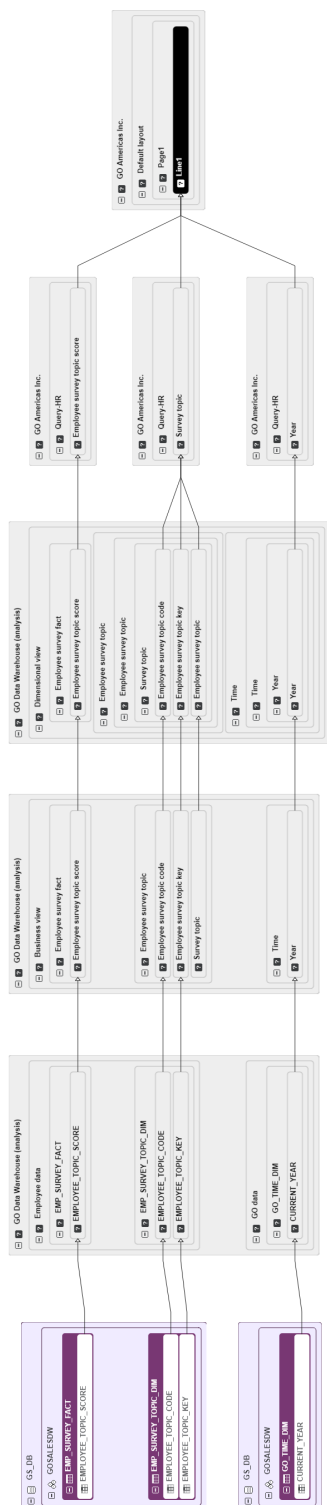 GS_DB
GOSALESDW
EMP_SURVEY_FACT
EMPLOYEE_TOPIC_SCORE
EMP_SURVEY_TOPIC_DIM
EMPLOYEE_TOPIC_CODE
EMPLOYEE_TOPIC_KEY
GS_DB
GOSALESDW
GO_TIME_DIM
CURRENT_YEAR
GO Data Warehouse (analysis)
Employee data
EMP_SURVEY_FACT
EMPLOYEE_TOPIC_SCORE
EMP_SURVEY_TOPIC_DIM
EMPLOYEE_TOPIC_CODE
EMPLOYEE_TOPIC_KEY
GO data
GO_TIME_DIM
CURRENT_YEAR
GO Data Warehouse (analysis)
Business view
Employee survey fact
Employee survey topic score
Employee survey topic
Employee survey topic code
Employee survey topic key
Survey topic
Time
Year
GO Data Warehouse (analysis)
Dimensional view
Employee survey fact
Employee survey topic score
Employee survey topic
Employee survey topic
Survey topic
Employee survey topic code
Employee survey topic key
Employee survey topic
Time
Time
Year
Year
GO Americas Inc.
Query-HR
Employee survey topic score
GO Americas Inc.
Query-HR
Survey topic
GO Americas Inc.
Query-HR
Year
GO Americas Inc.
Default layout
Page1
Line1